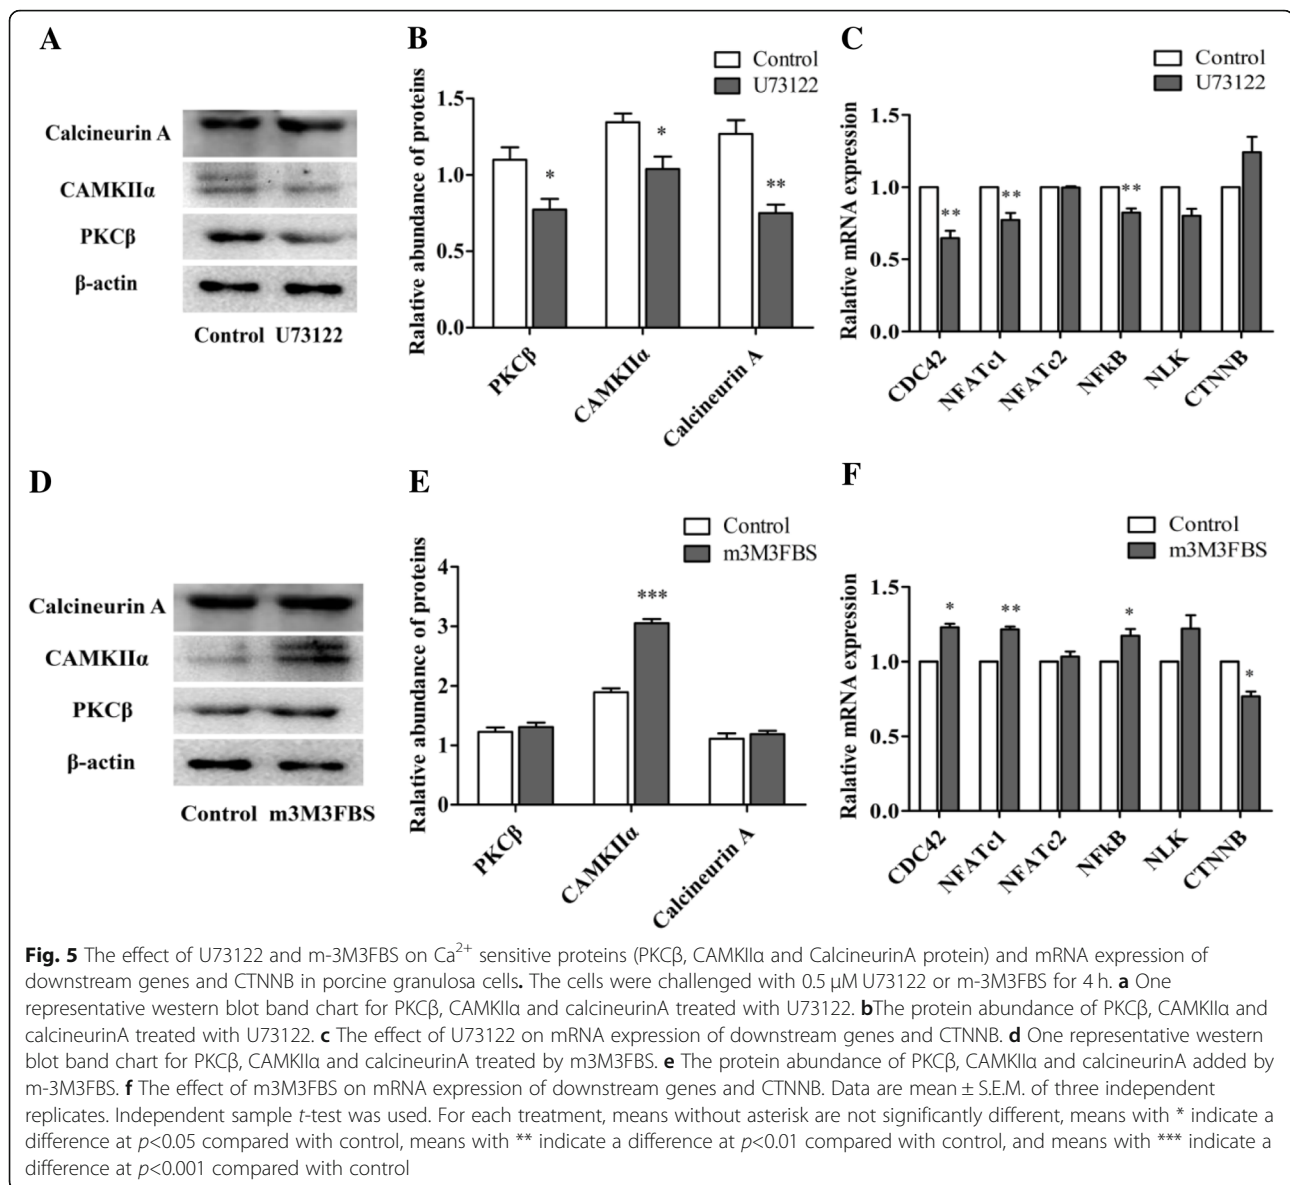 A
Calcineurin A
CAMKIIα
PKCβ
β-actin
Control U73122
B
Control
U73122
Ralative abundance of proteins
1.5
1.0
0.5
0.0
PKCβ
CAMKIIα
Calcineurin A
*
*
**
C
Control
U73122
Ralative mRNA expression
1.5
1.0
0.5
0.0
CDC42
NFATc1
NFATc2
NFkB
NLK
CTNNB
**
**
**
D
Calcineurin A
CAMKIIα
PKCβ
β-actin
Control m3M3FBS
E
Control
m3M3FBS
Ralative abundance of proteins
4
3
2
1
0
PKCβ
CAMKIIα
Calcineurin A
***
F
Control
m3M3FBS
Ralative mRNA expression
1.5
1.0
0.5
0.0
CDC42
NFATc1
NFATc2
NFkB
NLK
CTNNB
*
**
*
*
Fig. 5 The effect of U73122 and m-3M3FBS on Ca2+ sensitive proteins (PKCβ, CAMKIIα and CalcineurinA protein) and mRNA expression of
downstream genes and CTNNB in porcine granulosa cells. The cells were challenged with 0.5 μM U73122 or m-3M3FBS for 4 h. a One
representative western blot band chart for PKCβ, CAMKIIα and calcineurinA treated with U73122. bThe protein abundance of PKCβ, CAMKIIα and
calcineurinA treated with U73122. c The effect of U73122 on mRNA expression of downstream genes and CTNNB. d One representative western
blot band chart for PKCβ, CAMKIIα and calcineurinA treated by m3M3FBS. e The protein abundance of PKCβ, CAMKIIα and calcineurinA added by
m-3M3FBS. f The effect of m3M3FBS on mRNA expression of downstream genes and CTNNB. Data are mean ± S.E.M. of three independent
replicates. Independent sample t-test was used. For each treatment, means without asterisk are not significantly different, means with * indicate a
difference at p<0.05 compared with control, means with ** indicate a difference at p<0.01 compared with control, and means with *** indicate a
difference at p<0.001 compared with control